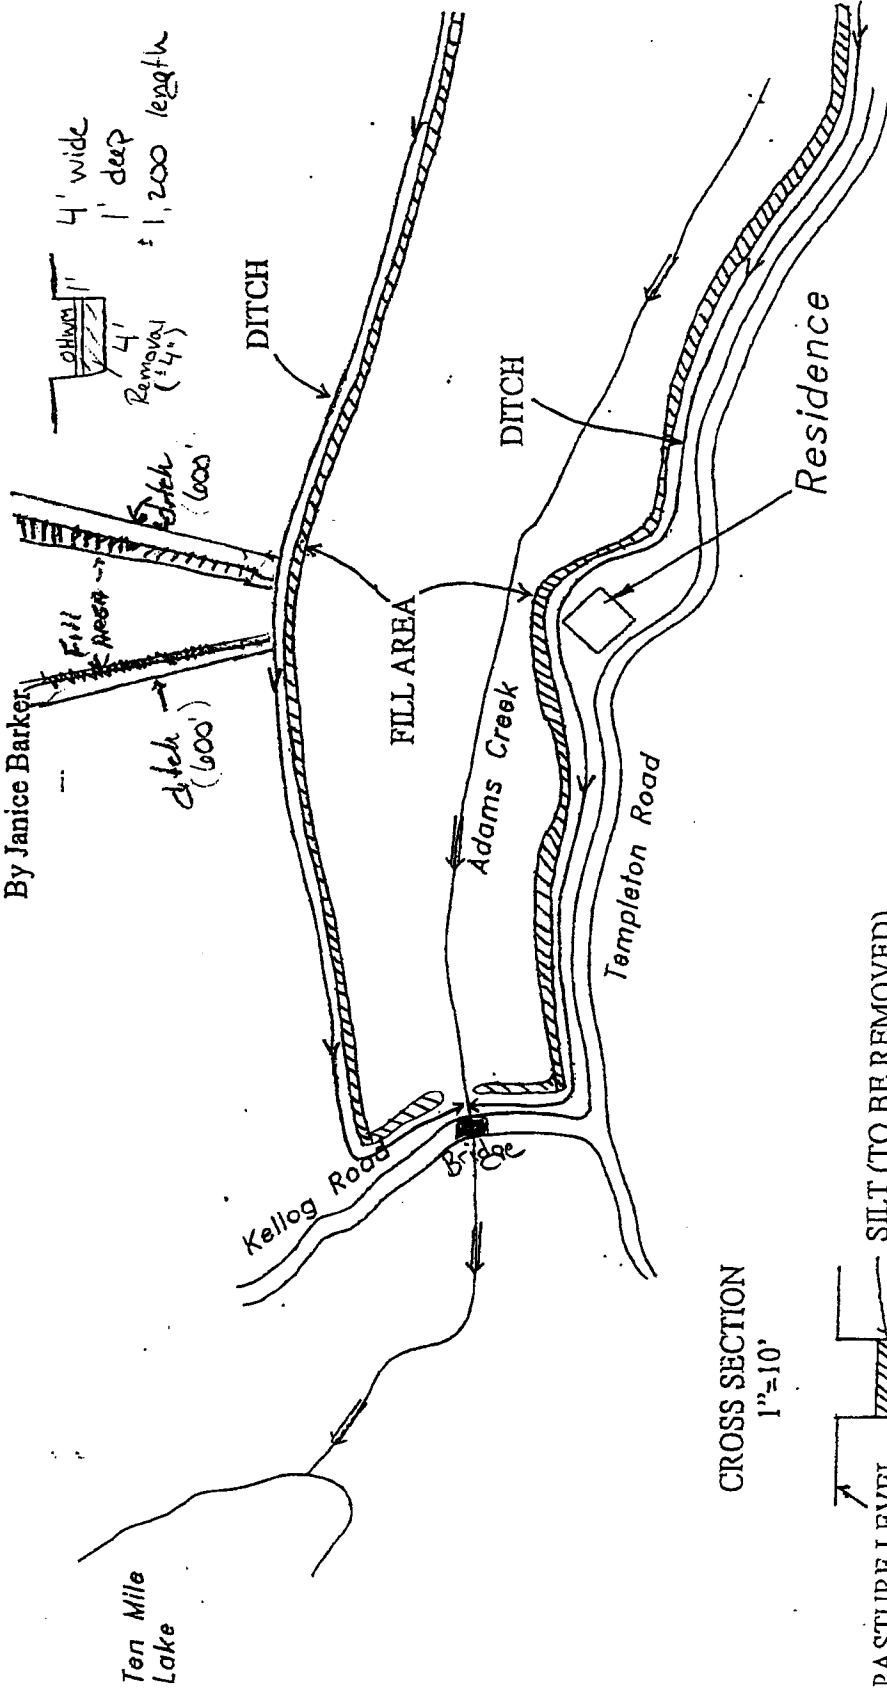 By Janice Barker
4' wide
1' deep
± 1,200 length
OHWM
1'
4'
Removal
(±4")
ditch
(600')
Fill
AREA
ditch
(600')
DITCH
DITCH
FILL AREA
Residence
Adams Creek
Templeton Road
Kellog Road
Bridge
Ten Mile
Lake
CROSS SECTION
1"=10'
PASTURE LEVEL
SILT (TO BE REMOVED)